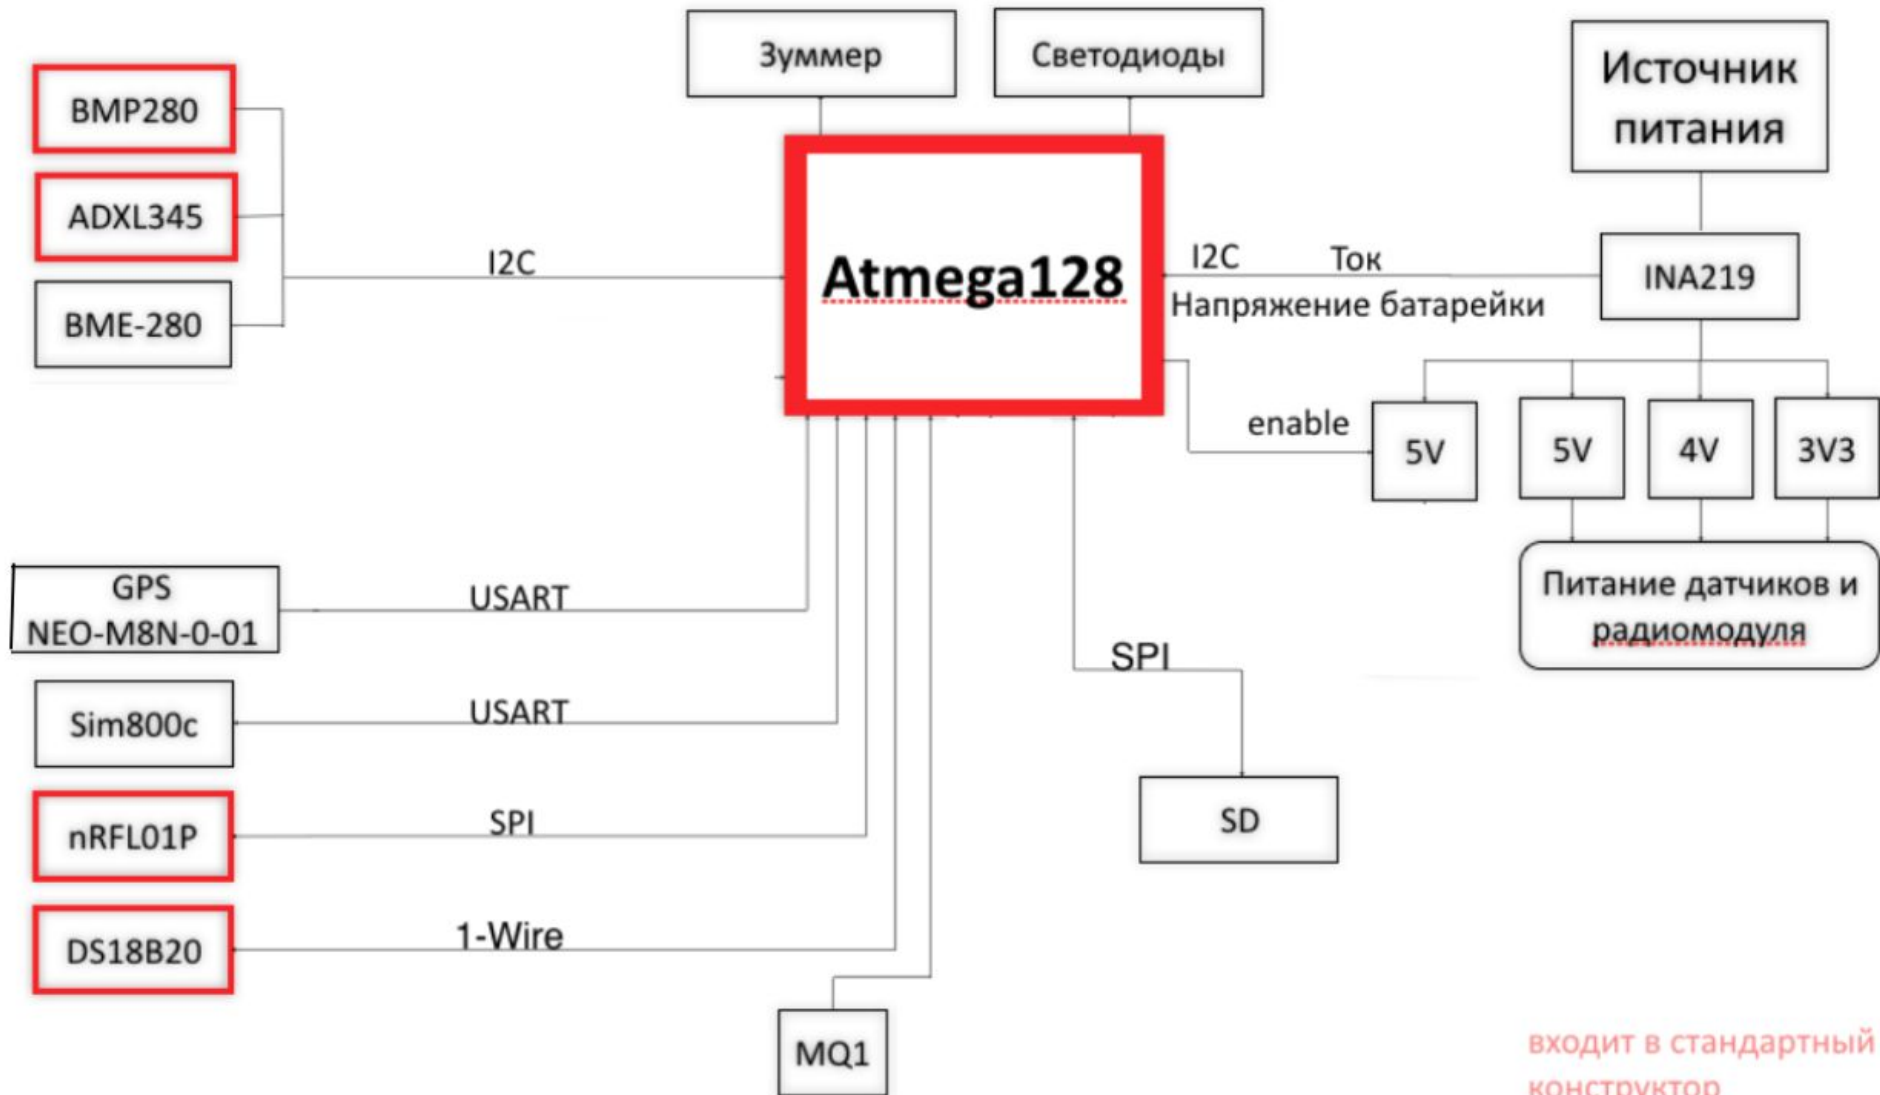 Зуммер
Светодиоды
Источник
питания
BMP280
ADXL345
BME-280
I2C
Atmega128
I2C
Ток
Напряжение батарейки
INA219
enable
5V
5V
4V
3V3
Питание датчиков и
радиомодуля
GPS
NEO-M8N-0-01
USART
Sim800c
USART
nRFL01P
SPI
DS18B20
1-Wire
MQ1
SPI
SD
входит в стандартный
конструктор